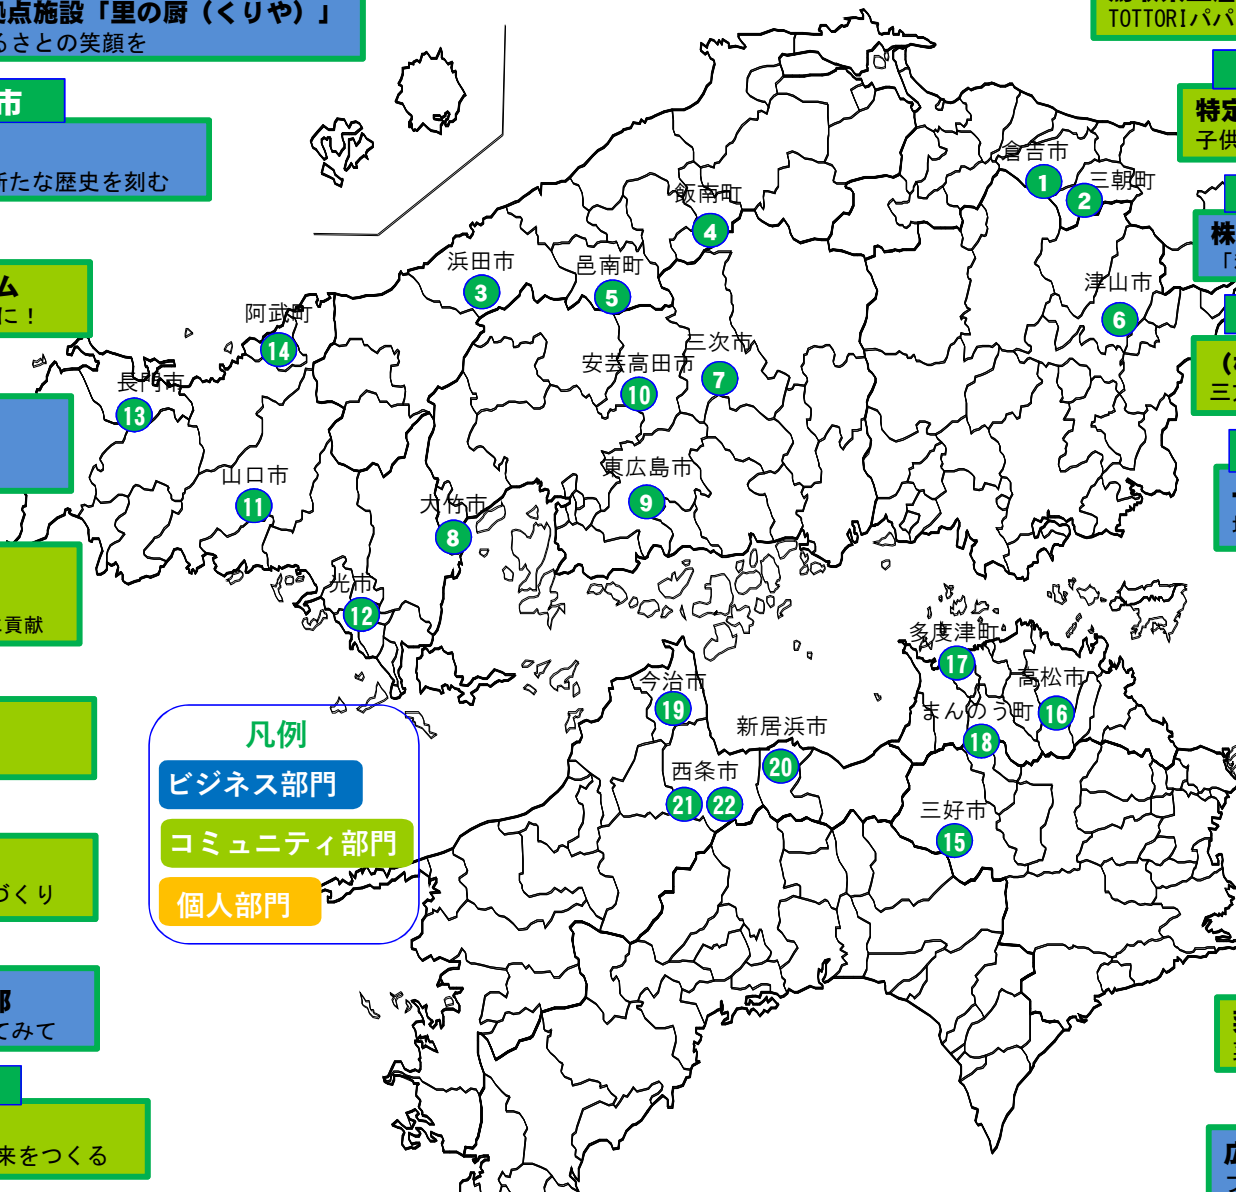 点施設「里の厨（くりや）」
るさとの笑顔を
市
新たな歴史を刻む
ム
に！
貢献
づくり
部
てみて
来をつくる
TOTTORIパパ
特定
子供
株
倉吉市
1
三朝町
2
飯南町
4
浜田市
3
邑南町
5
津山市
6
阿武町
14
三次市
7
安芸高田市
10
長門市
13
東広島市
9
山口市
11
大竹市
8
光市
12
多度津町
17
高松市
16
まんのう町
18
今治市
19
新居浜市
20
西条市
21 22
三好市
15
凡例
ビジネス部門
コミュニティ部門
個人部門